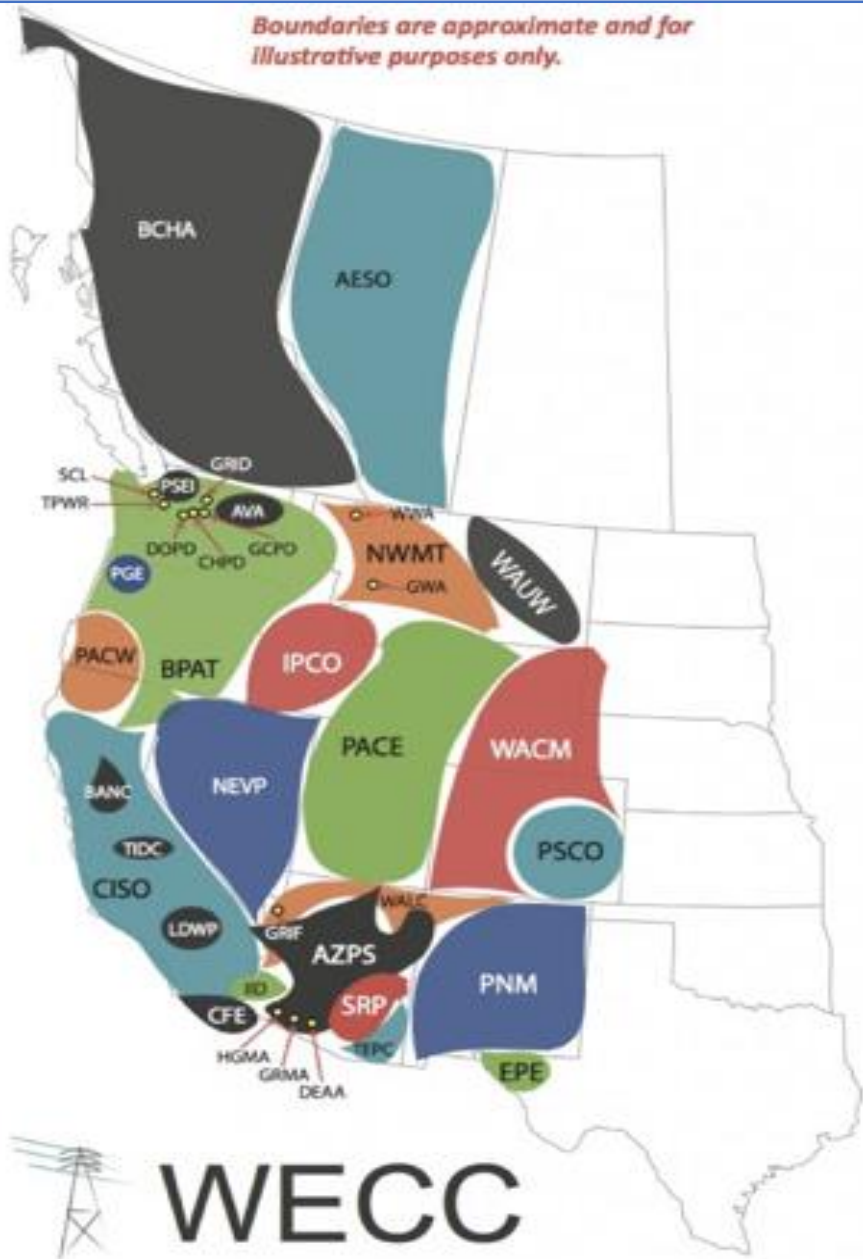 Boundaries are approximate and for
illustrative purposes only.
BCHA
AESO
GRID
SCL
PSEI
TPWR
AVA
WWA
DOPD
GCPD
CHPD
NWMT
WAUW
PGE
GWA
PACW
BPAT
IPCO
PACE
WACM
NEVP
BANC
TIDC
PSCO
CISO
WALC
LDWP
GRIF
AZPS
PNM
IID
SRP
CFE
TEPC
HGMA
GRMA
EPE
DEAA
WECC